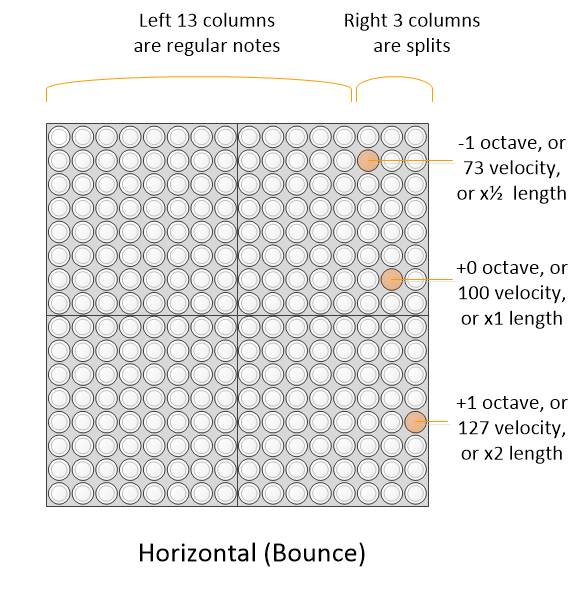 Left 13 columns
are regular notes
Right 3 columns
are splits
-1 octave, or
73 velocity,
or x½ length
+0 octave, or
100 velocity,
or x1 length
+1 octave, or
127 velocity,
or x2 length
Horizontal (Bounce)